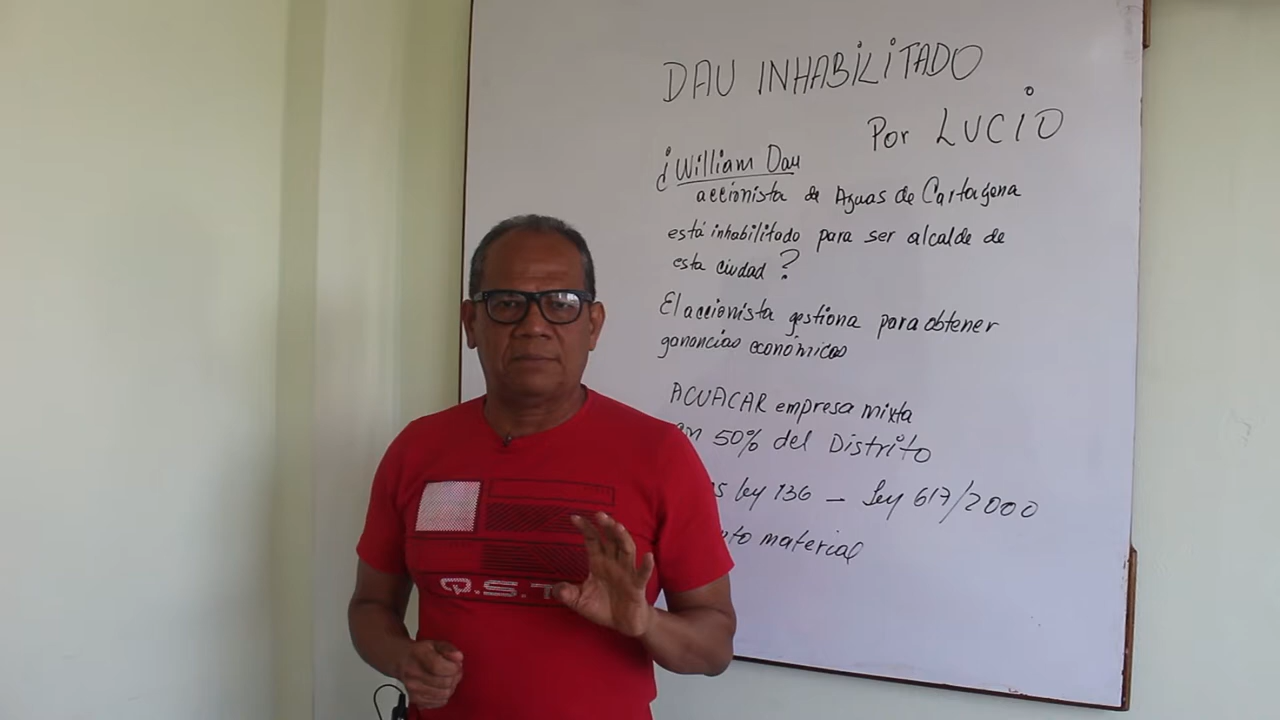 DAU INHABILITADO
Por LUCIO
¿William Dau
accionista de Aguas de Cartagena
está inhabilitado para ser alcalde de
esta ciudad?
El accionista gestiona para obtener
ganancias económicas
ACUACAR empresa mixta
50% del Distrito
ley 136 - Ley 617/2000
material
Q.S.